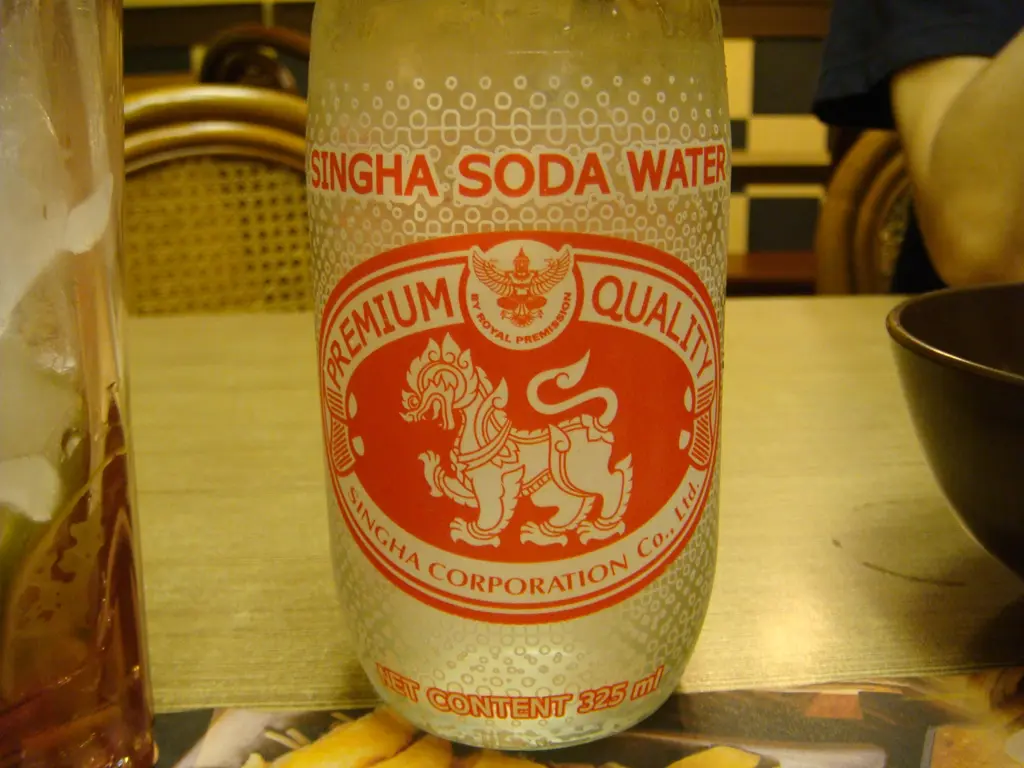 SINGHA SODA WATER
PREMIUM QUALITY
BY ROYAL PREMISSION
SINGHA CORPORATION Co., Ltd.
NET CONTENT 325 ml